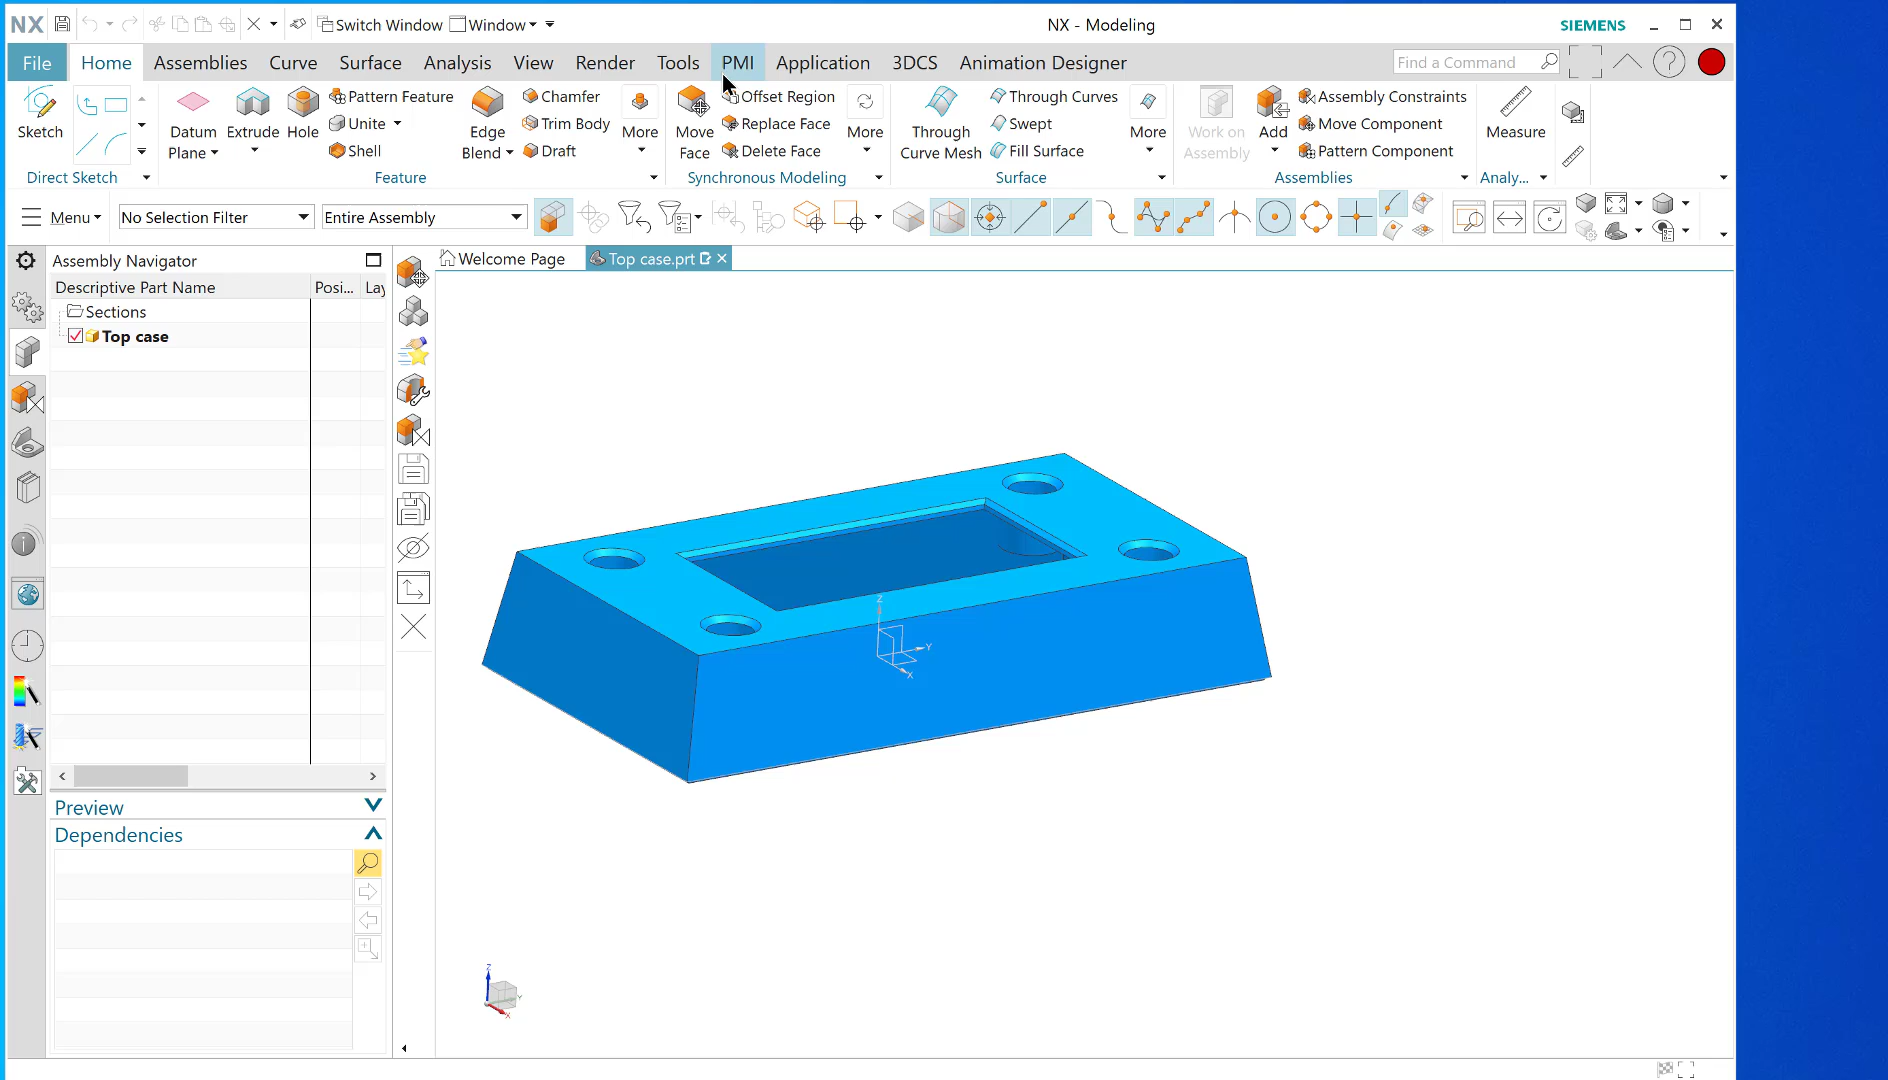 NX Switch Window Window NX - Modeling SIEMENS
File Home Assemblies Curve Surface Analysis View Render Tools PMI Application 3DCS Animation Designer Find a Command
Sketch
Direct Sketch
Datum
Plane
Extrude
Hole
Pattern Feature
Unite
Shell
Edge
Blend
Chamfer
Trim Body
Draft
More
Feature
Move
Face
Offset Region
Replace Face
Delete Face
More
Synchronous Modeling
Through
Curve Mesh
Through Curves
Swept
Fill Surface
More
Surface
Work on
Assembly
Add
Assembly Constraints
Move Component
Pattern Component
Assemblies
Measure
Analy...
Menu No Selection Filter Entire Assembly
Assembly Navigator
Descriptive Part Name Posi... Lay
Sections
Top case
Welcome Page Top case.prt
Preview
Dependencies
Z
Y
X
Z
Y
X